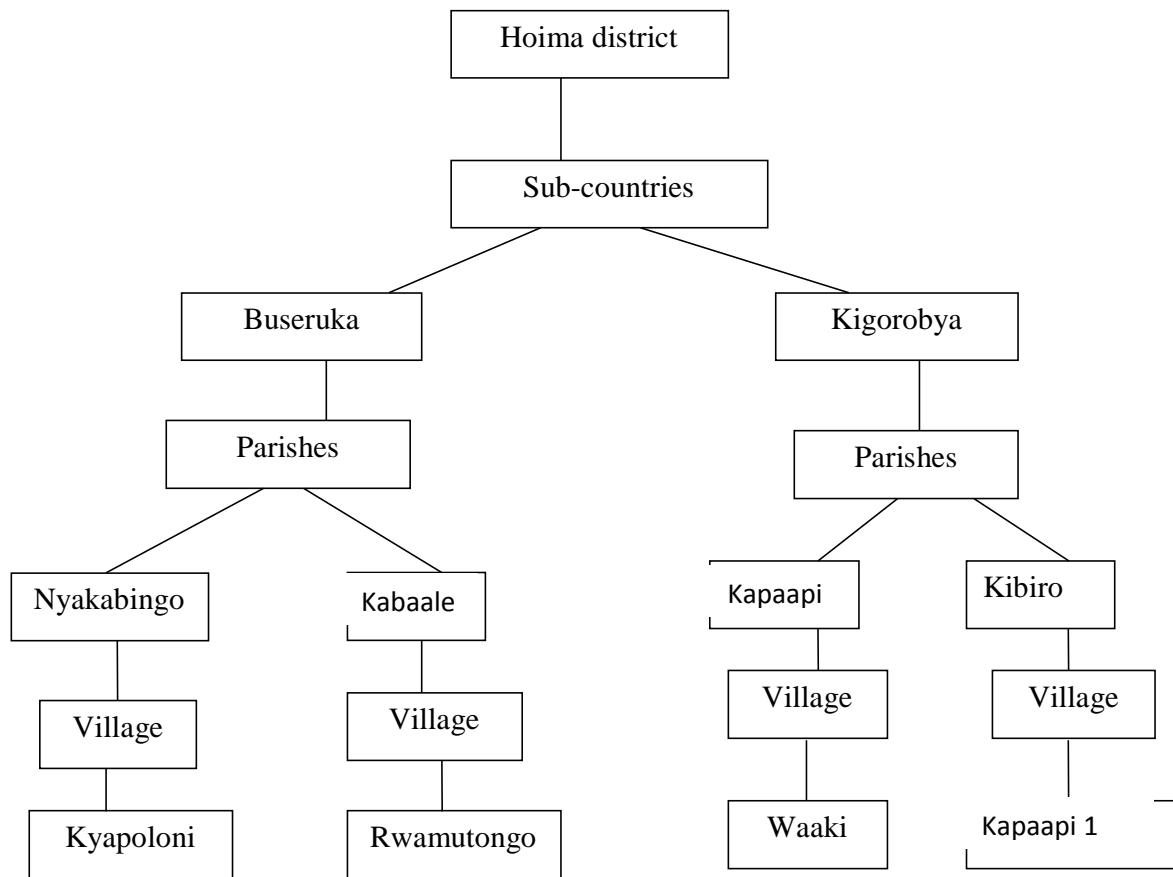 Hoima district
Sub-countries
Buseruka
Kigorobya
Parishes
Parishes
Nyakabingo
Kabaale
Kapaapi
Kibiro
Village
Village
Village
Village
Kyapoloni
Rwamutongo
Waaki
Kapaapi 1